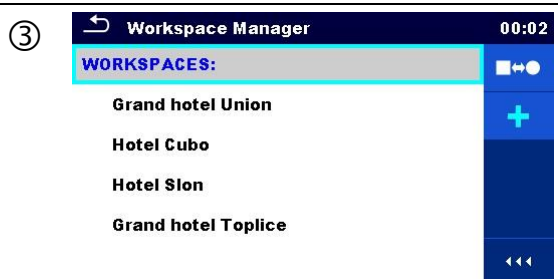 ③
Workspace Manager 00:02
WORKSPACES:
Grand hotel Union
Hotel Cubo
Hotel Slon
Grand hotel Toplice